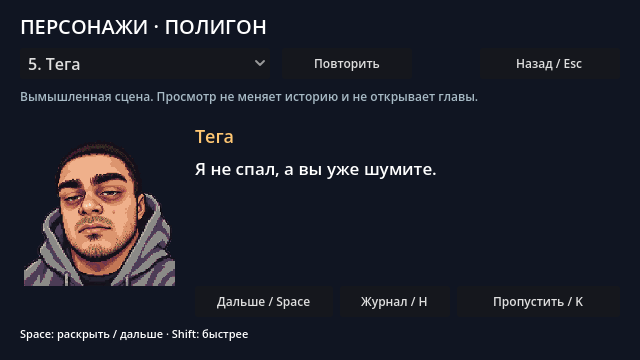 ПЕРСОНАЖИ · ПОЛИГОН
5. Тега
Повторить
Назад / Esc
Вымышленная сцена. Просмотр не меняет историю и не открывает главы.
Тега
Я не спал, а вы уже шумите.
Дальше / Space
Журнал / H
Пропустить / K
Space: раскрыть / дальше · Shift: быстрее